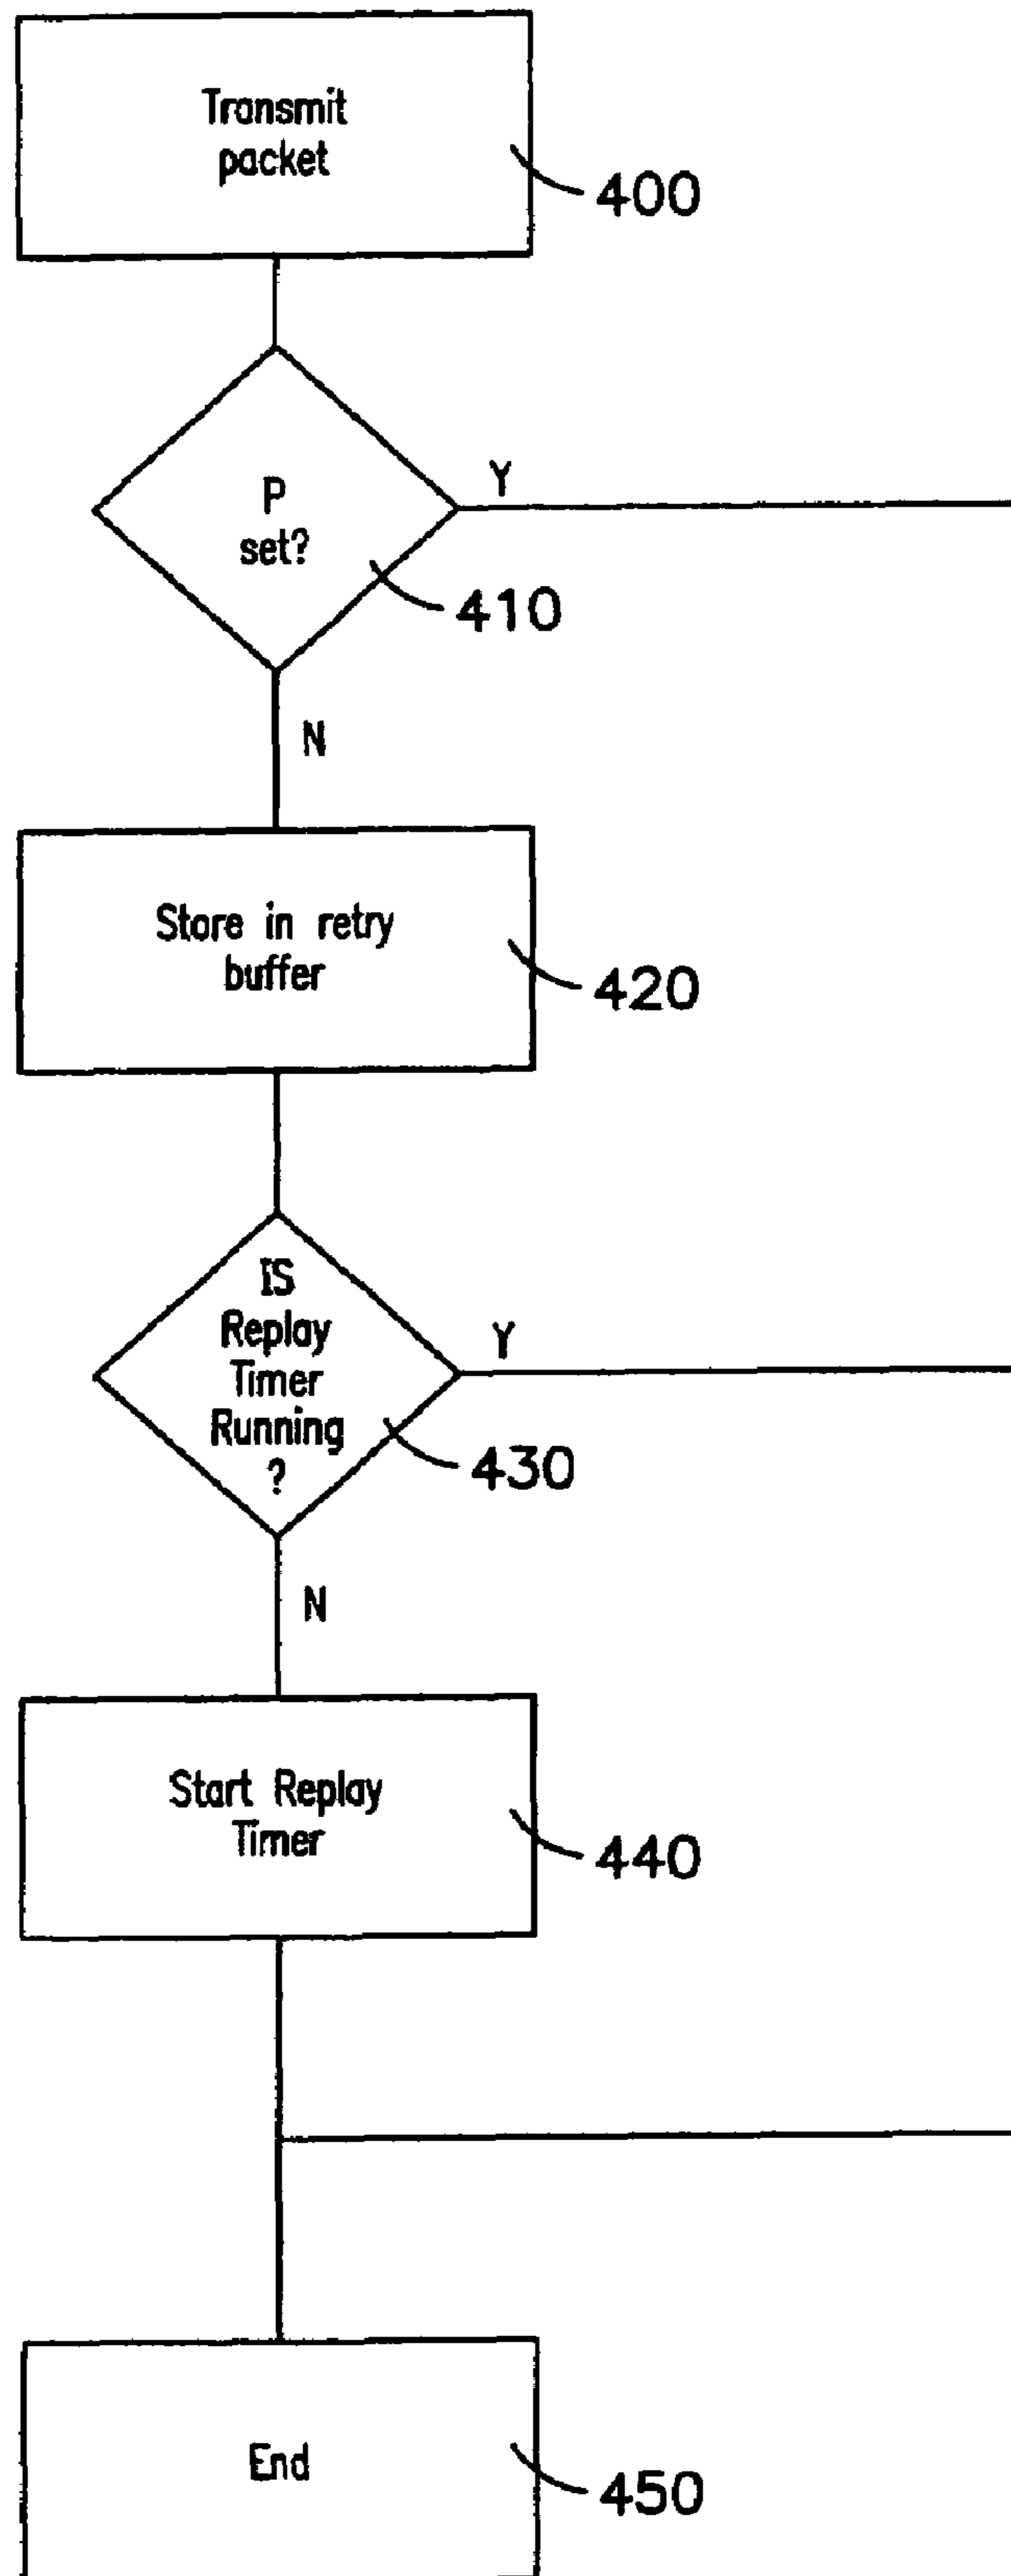 Transmit
packet
400
P
set?
Y
410
N
Store in retry
buffer
420
IS
Replay
Timer
Running
?
Y
430
N
Start Replay
Timer
440
End
450